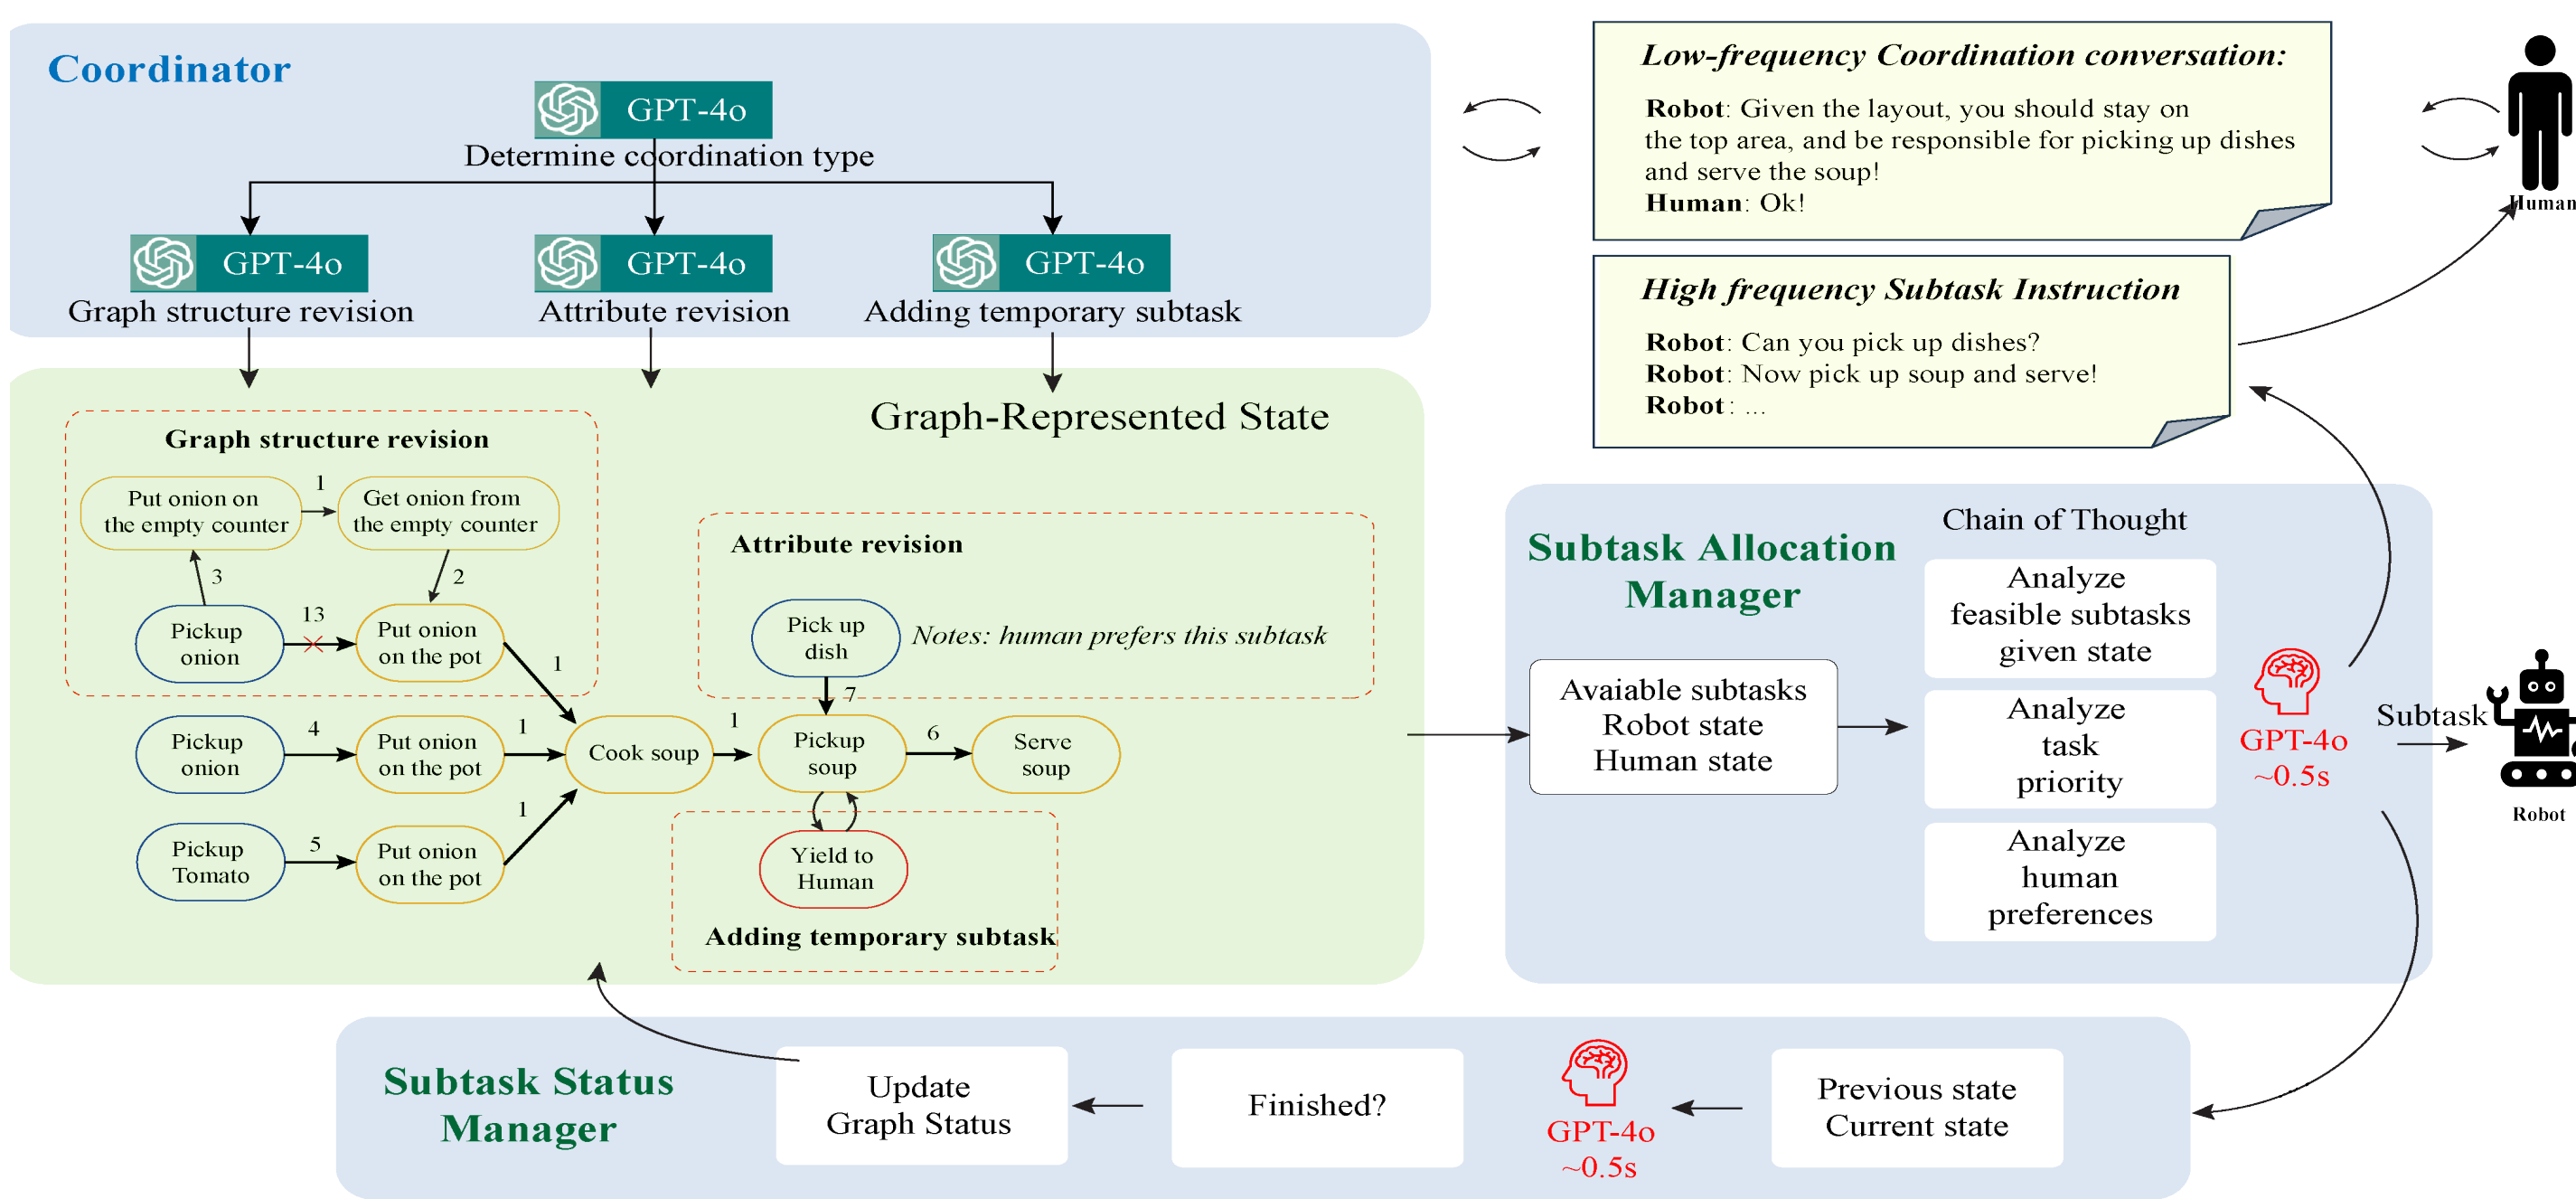 Coordinator
GPT-4o
Determine coordination type
GPT-4o
GPT-4o
GPT-4o
Graph structure revision
Attribute revision
Adding temporary subtask
Low-frequency Coordination conversation:
Robot: Given the layout, you should stay on
the top area, and be responsible for picking up dishes
and serve the soup!
Human: Ok!
Human
High frequency Subtask Instruction
Robot: Can you pick up dishes?
Robot: Now pick up soup and serve!
Robot: ...
Graph-Represented State
Graph structure revision
Put onion on
the empty counter
1
Get onion from
the empty counter
3
2
Pickup
onion
13
Put onion
on the pot
1
Pickup
onion
4
Put onion
on the pot
1
Pickup
Tomato
5
Put onion
on the pot
1
Cook soup
1
Attribute revision
Pick up
dish
Notes: human prefers this subtask
7
Pickup
soup
6
Serve
soup
Yield to
Human
Adding temporary subtask
Subtask Allocation
Manager
Avaiable subtasks
Robot state
Human state
Chain of Thought
Analyze
feasible subtasks
given state
Analyze
task
priority
Analyze
human
preferences
GPT-4o
~0.5s
Subtask
Robot
Subtask Status
Manager
Update
Graph Status
Finished?
GPT-4o
~0.5s
Previous state
Current state